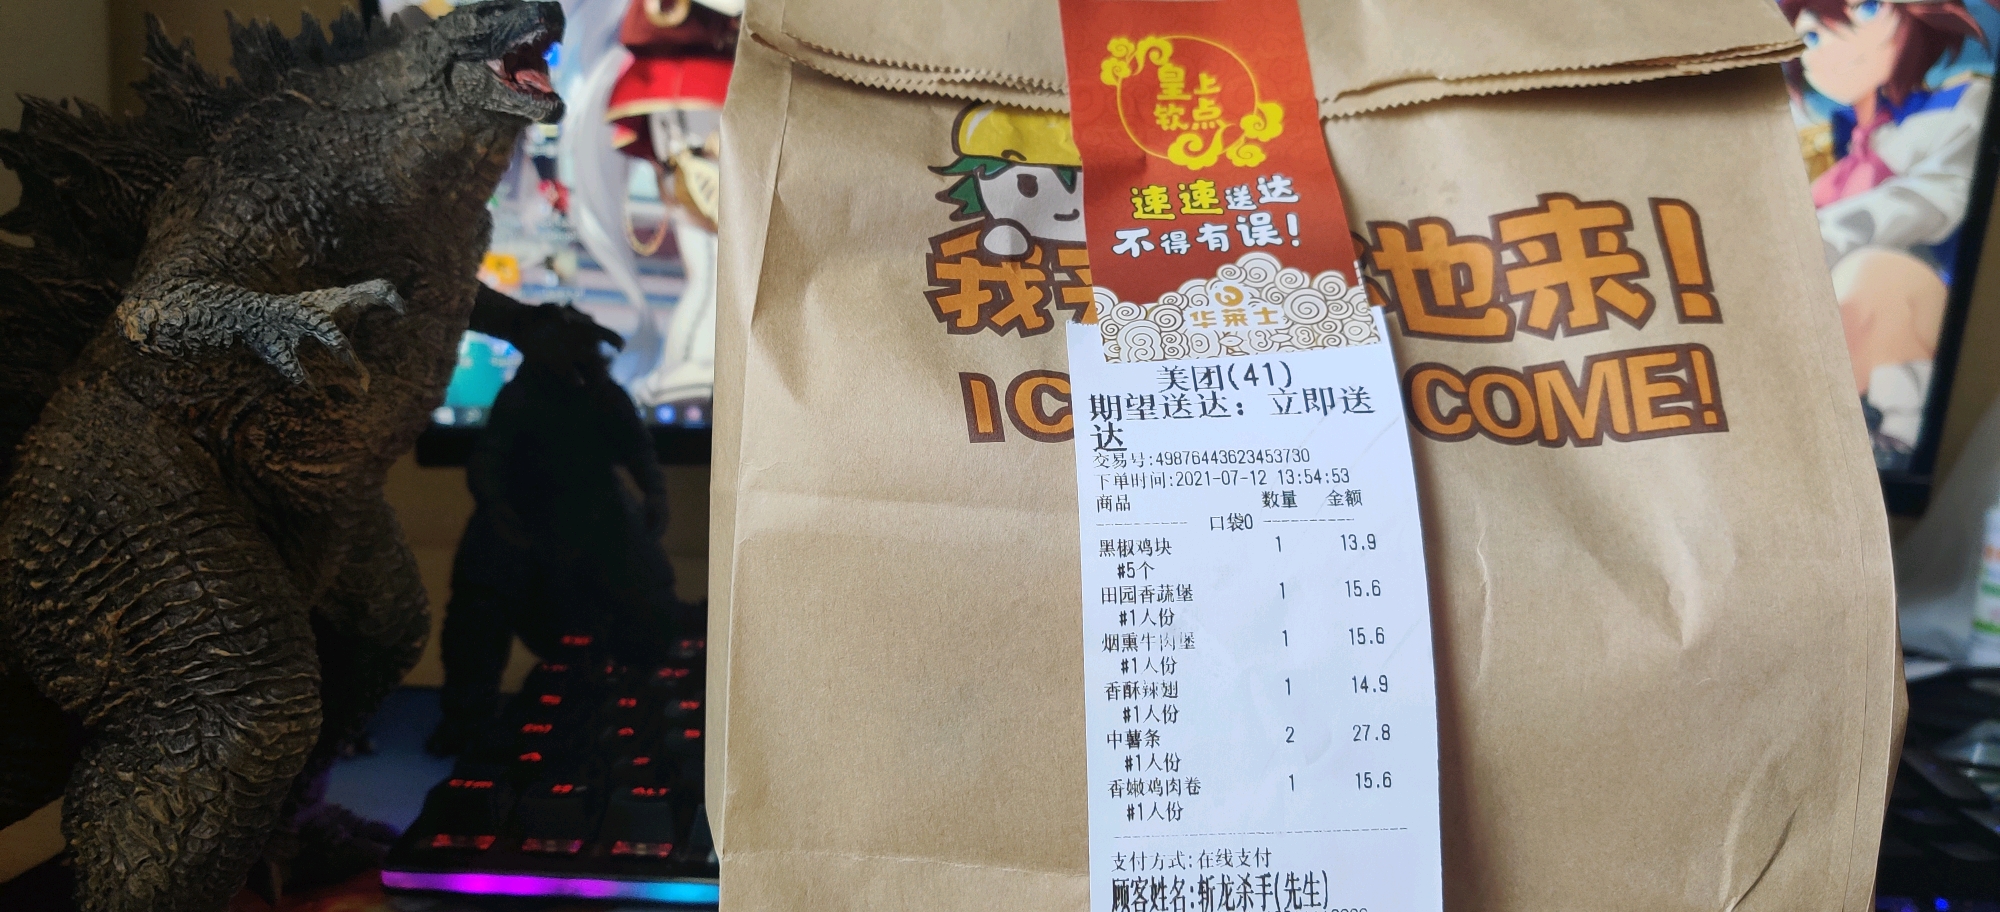 皇上
钦点
速速送达
不得有误!
华莱士
我 也来!
I C COME!
美团(41)
期望送达: 立即送
达
交易号:49876443623453730
下单时间:2021-07-12 13:54:53
商品 数量 金额
口袋0
黑椒鸡块 1 13.9
#5个
田园香蔬堡 1 15.6
#1人份
烟熏牛肉堡 1 15.6
#1人份
香酥辣翅 1 14.9
#1人份
中薯条 2 27.8
#1人份
香嫩鸡肉卷 1 15.6
#1人份
支付方式:在线支付
顾客姓名:斩龙杀手(先生)